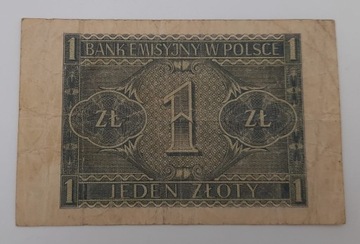 1 BANK EMISYJNY W POLSCE 1
ZŁ 1 ZŁ
1 JEDEN ZŁOTY 1